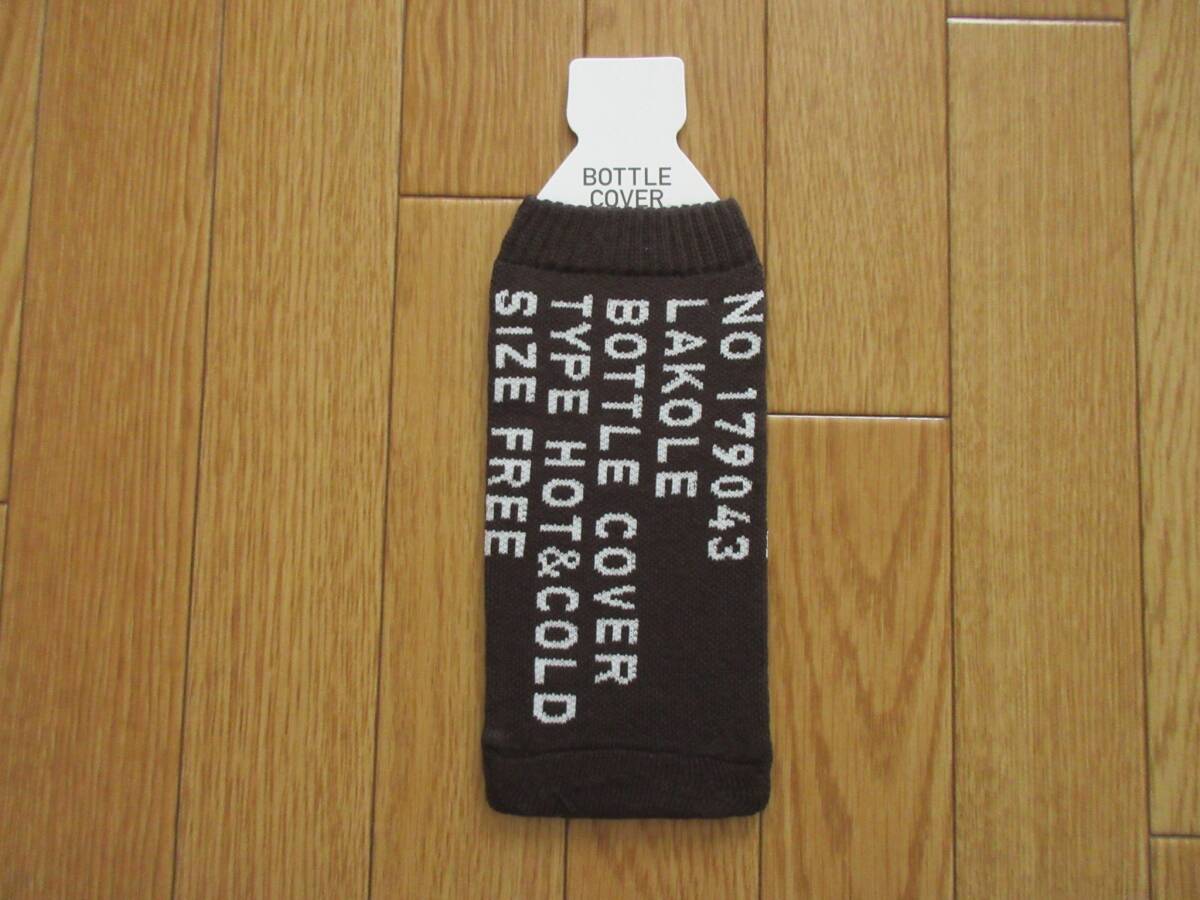 BOTTLE
COVER
NO 179043
LAKOLE
BOTTLE COVER
TYPE HOT&COLD
SIZE FREE